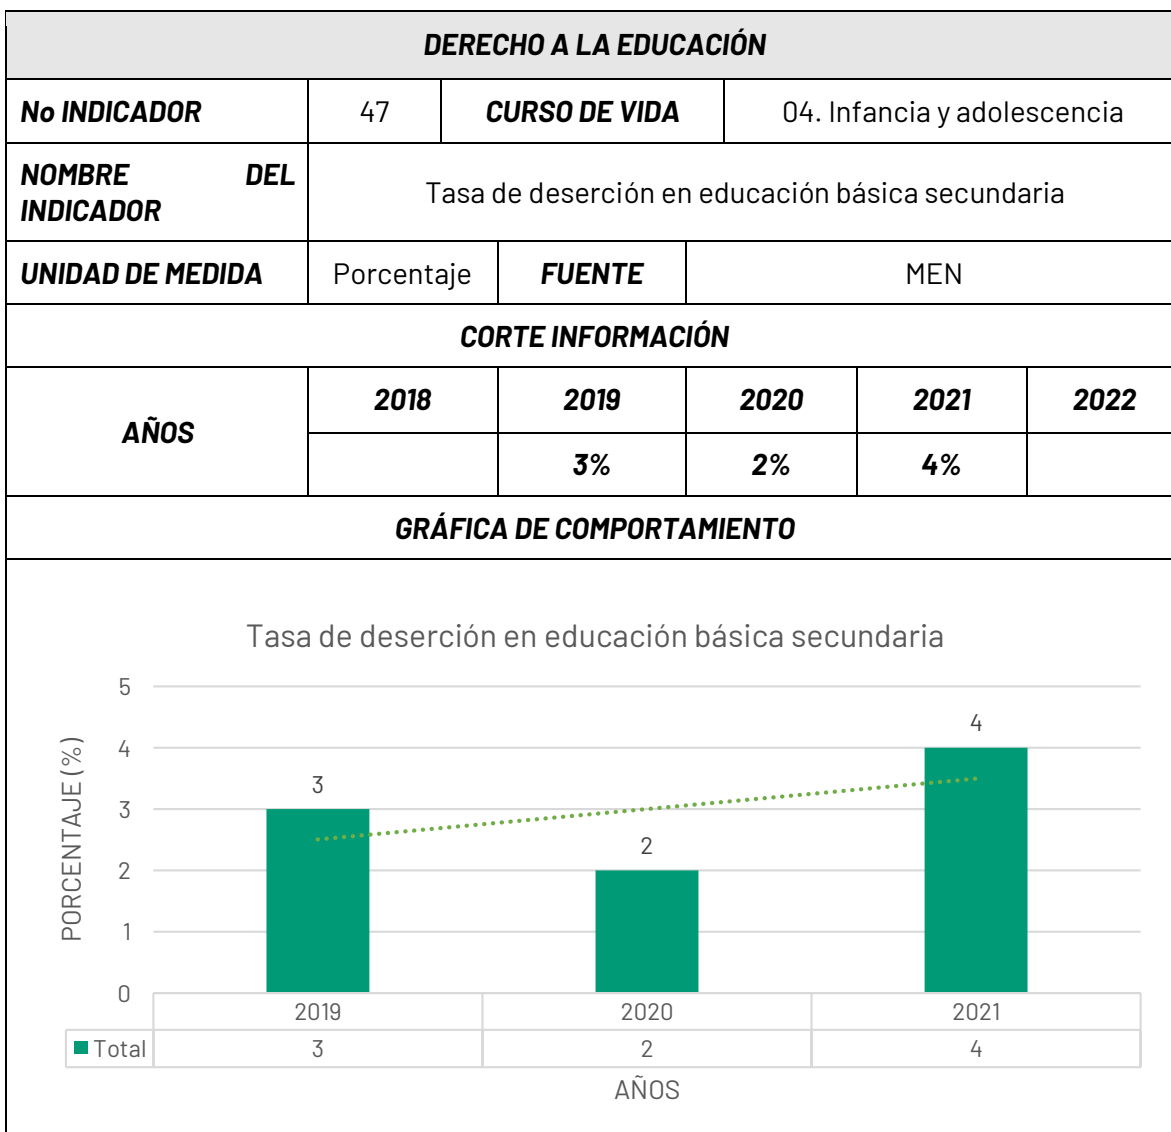 DERECHO A LA EDUCACIÓN
No INDICADOR 47 CURSO DE VIDA 04. Infancia y adolescencia
NOMBRE DEL
INDICADOR
Tasa de deserción en educación básica secundaria
UNIDAD DE MEDIDA Porcentaje FUENTE MEN
CORTE INFORMACIÓN
AÑOS
2018 2019 2020 2021 2022
3% 2% 4%
GRÁFICA DE COMPORTAMIENTO
Tasa de deserción en educación básica secundaria
PORCENTAJE (%)
5
4
3
2
1
0
3
2
4
2019 2020 2021
Total 3 2 4
AÑOS